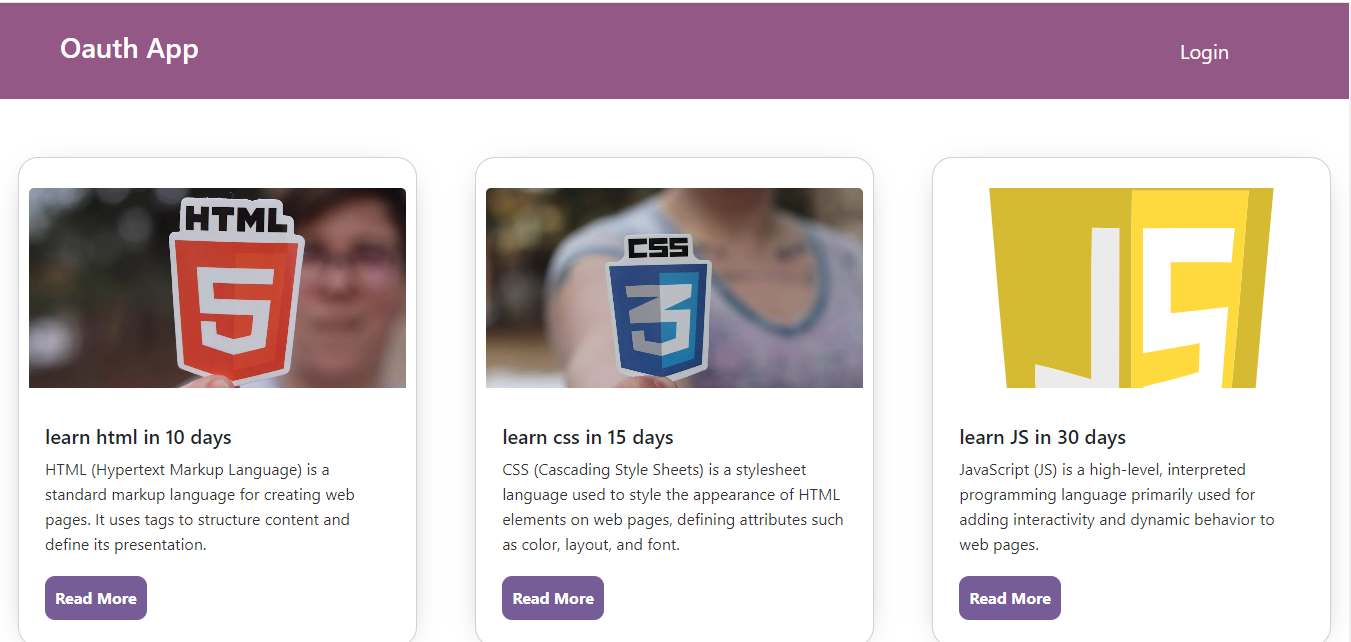 Oauth App
Login
HTML
5
CSS
3
JS
learn html in 10 days
HTML (Hypertext Markup Language) is a
standard markup language for creating web
pages. It uses tags to structure content and
define its presentation.
Read More
learn css in 15 days
CSS (Cascading Style Sheets) is a stylesheet
language used to style the appearance of HTML
elements on web pages, defining attributes such
as color, layout, and font.
Read More
learn JS in 30 days
JavaScript (JS) is a high-level, interpreted
programming language primarily used for
adding interactivity and dynamic behavior to
web pages.
Read More